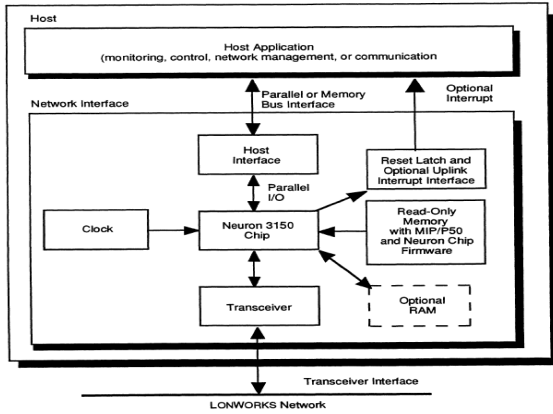 Host
Host Application
(monitoring, control, network management, or communication
Parallel or Memory
Bus Interface
Optional
Interrupt
Network Interface
Host
Interface
Reset Latch and
Optional Uplink
Interrupt Interface
Parallel
I/O
Clock
Neuron 3150
Chip
Read-Only
Memory
with MIP/P50
and Neuron Chip
Firmware
Transceiver
Optional
RAM
Transceiver Interface
LONWORKS Network